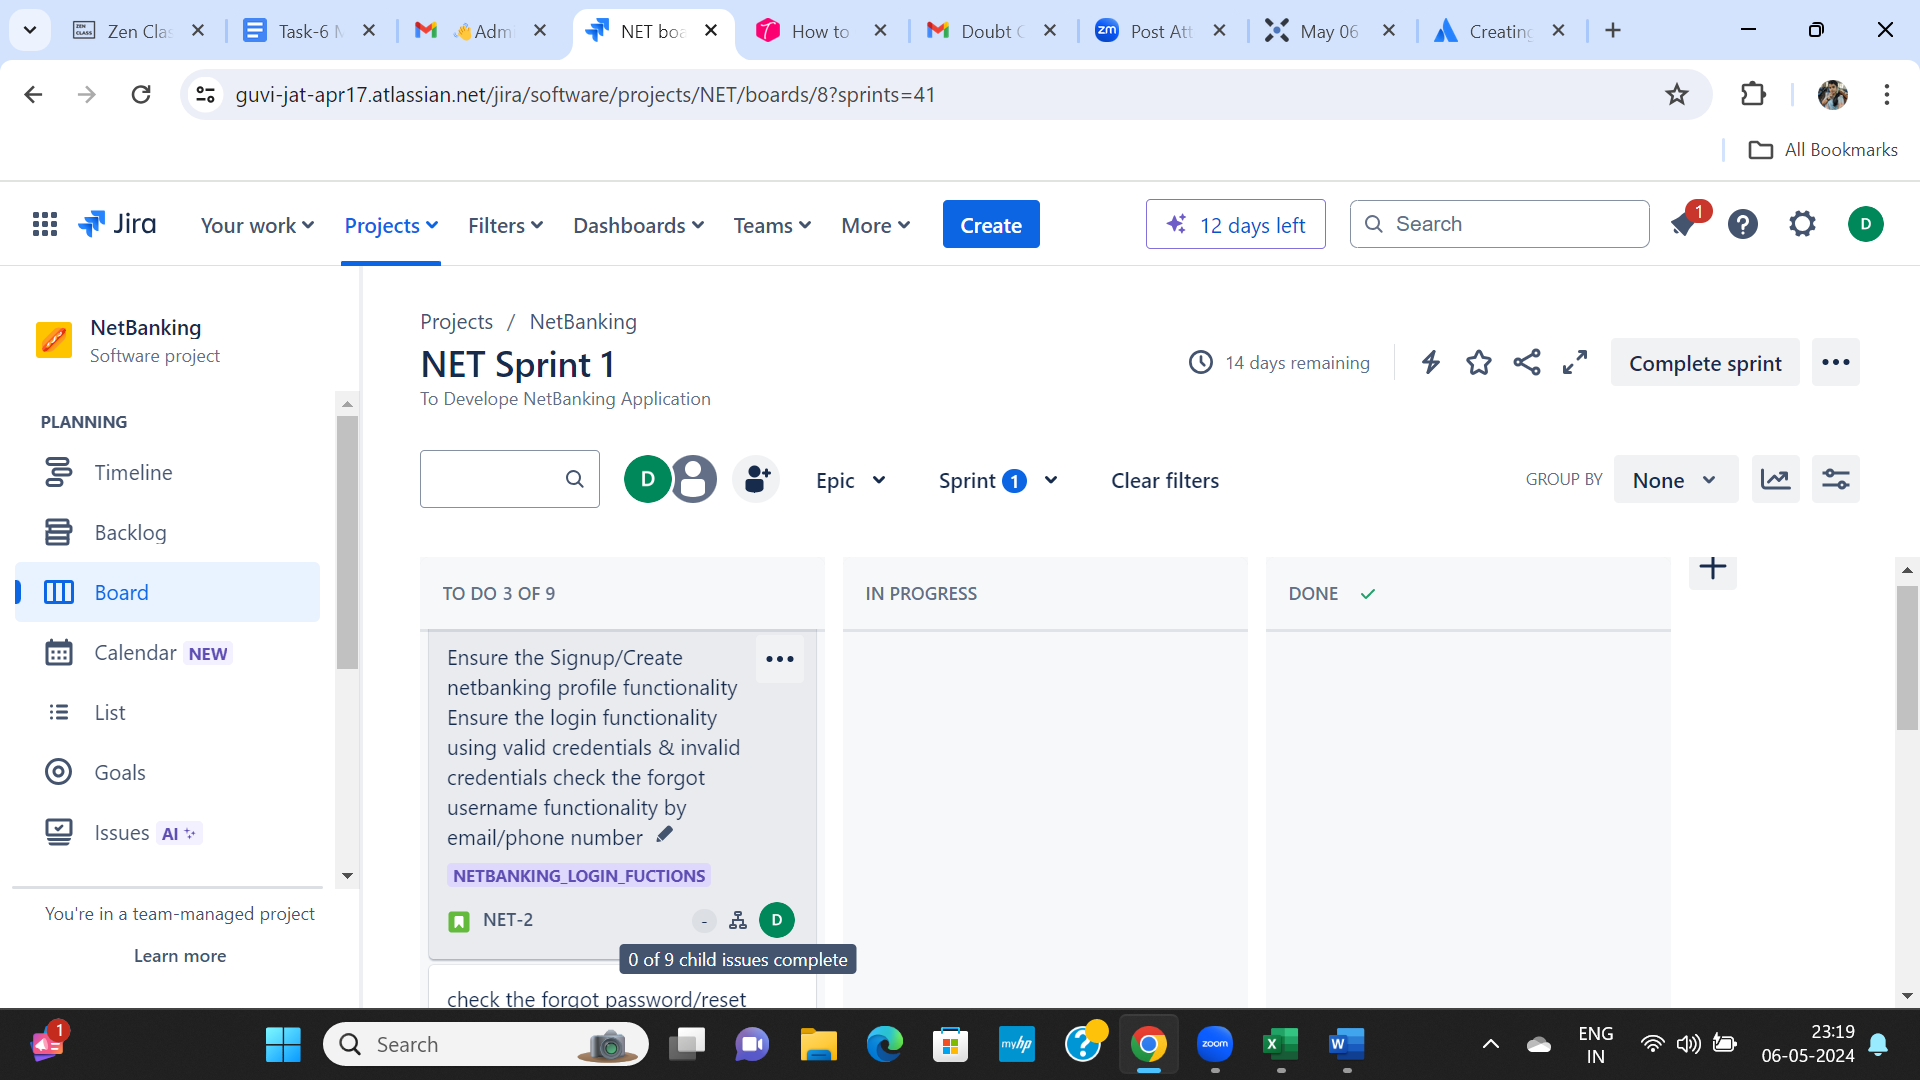 Zen Clas
Task-6 M
Admi
NET boa
How to
Doubt C
zm
Post Att
May 06
Creating
guvi-jat-apr17.atlassian.net/jira/software/projects/NET/boards/8?sprints=41
All Bookmarks
Jira
Your work
Projects
Filters
Dashboards
Teams
More
Create
12 days left
Search
1
D
NetBanking
Software project
PLANNING
Timeline
Backlog
Board
Calendar NEW
List
Goals
Issues AI
You're in a team-managed project
Learn more
Projects / NetBanking
NET Sprint 1
To Develope NetBanking Application
14 days remaining
Complete sprint
D
Epic
Sprint 1
Clear filters
GROUP BY
None
TO DO 3 OF 9
IN PROGRESS
DONE
Ensure the Signup/Create
netbanking profile functionality
Ensure the login functionality
using valid credentials & invalid
credentials check the forgot
username functionality by
email/phone number
NETBANKING_LOGIN_FUCTIONS
NET-2
-
D
0 of 9 child issues complete
check the forgot password/reset
1
Search
myhp
zoom
ENG
IN
23:19
06-05-2024